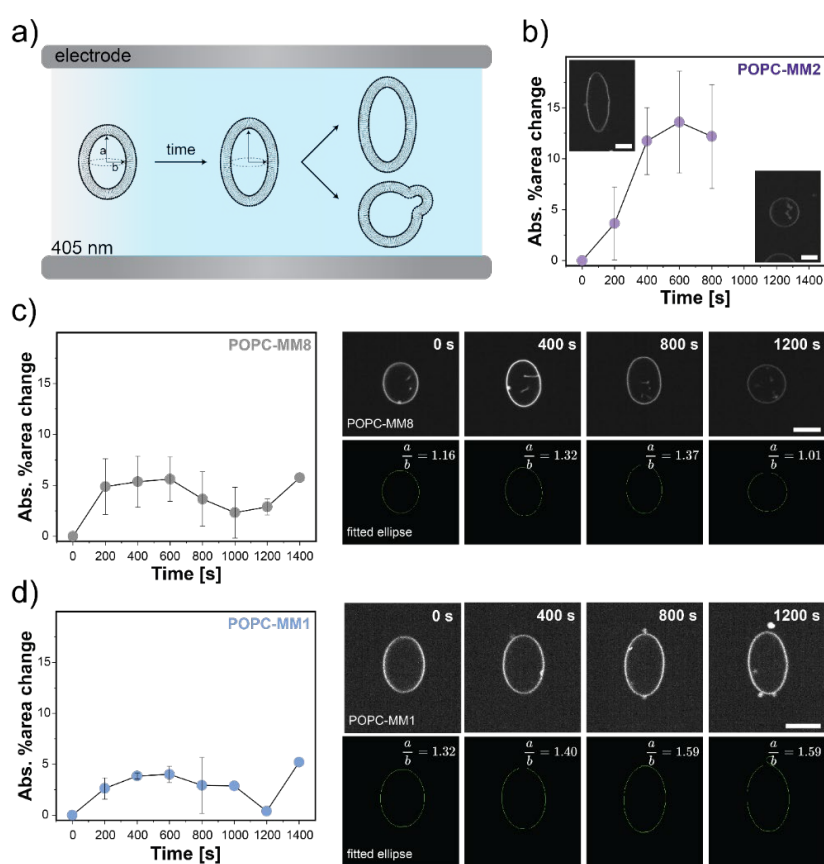 a)
electrode
a
b
time
405 nm
b)
POPC-MM2
Abs. %area change
15
10
5
0
0 200 400 600 800 1000 1200 1400
Time [s]
c)
POPC-MM8
Abs. %area change
15
10
5
0
0 200 400 600 800 1000 1200 1400
Time [s]
0 s
400 s
800 s
1200 s
POPC-MM8
a/b = 1.16
a/b = 1.32
a/b = 1.37
a/b = 1.01
fitted ellipse
d)
POPC-MM1
Abs. %area change
15
10
5
0
0 200 400 600 800 1000 1200 1400
Time [s]
0 s
400 s
800 s
1200 s
POPC-MM1
a/b = 1.32
a/b = 1.40
a/b = 1.59
a/b = 1.59
fitted ellipse